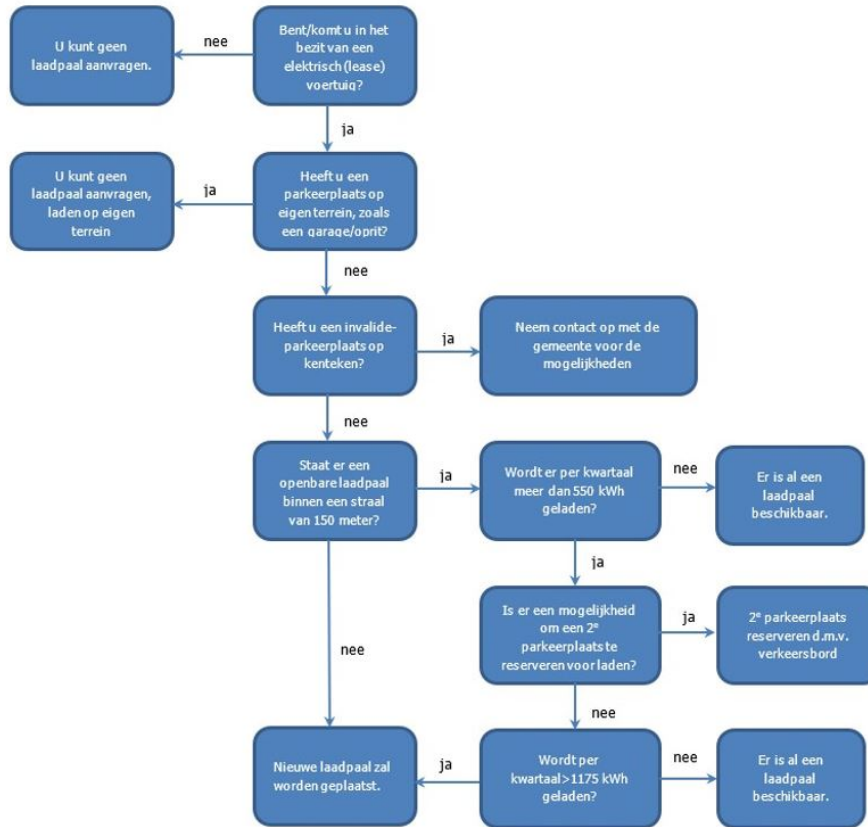 U kunt geen
laadpaal aanvragen.
nee
Bent/komt u in het
bezit van een
elektrisch (lease)
voertuig?
ja
U kunt geen
laadpaal aanvragen,
laden op eigen
terrein
ja
Heeft u een
parkeerplaats op
eigen terrein, zoals
een garage/oprit?
nee
Heeft u een invalide-
parkeerplaats op
kenteken?
ja
Neem contact op met de
gemeente voor de
mogelijkheden
nee
Staat er een
openbare laadpaal
binnen een straal
van 150 meter?
ja
Wordt er per kwartaal
meer dan 550 kWh
geladen?
nee
Er is al een
laadpaal
beschikbaar.
ja
Is er een mogelijkheid
om een 2e
parkeerplaats te
reserveren voor laden?
ja
2e parkeerplaats
reserveren d.m.v.
verkeersbord
nee
nee
Nieuwe laadpaal zal
worden geplaatst.
ja
Wordt per
kwartaal>1175 kWh
geladen?
nee
Er is al een
laadpaal
beschikbaar.